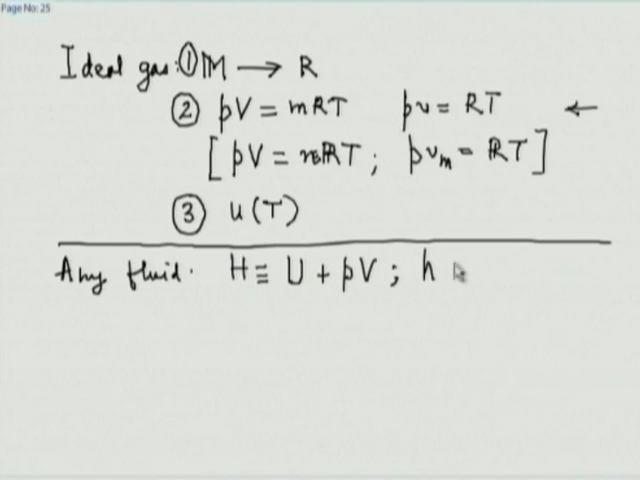 Page No: 25
Ideal gas: ① M → R
② pV = mRT pv = RT ←
[ pV = nℝT ; pvₘ = ℝT ]
③ u(T)
Any fluid. H ≡ U + pV ; h